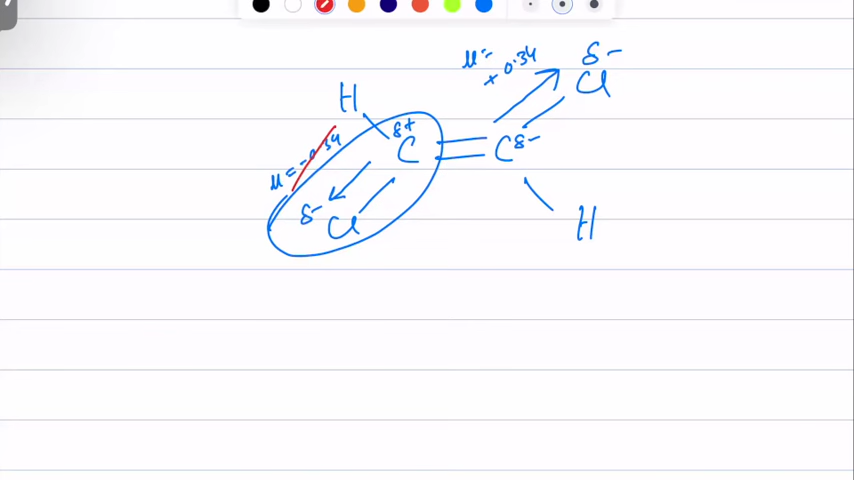 μ= +0.34
δ−
Cl
H
δ+
C = C δ−
μ=-0.34
δ−
Cl
H